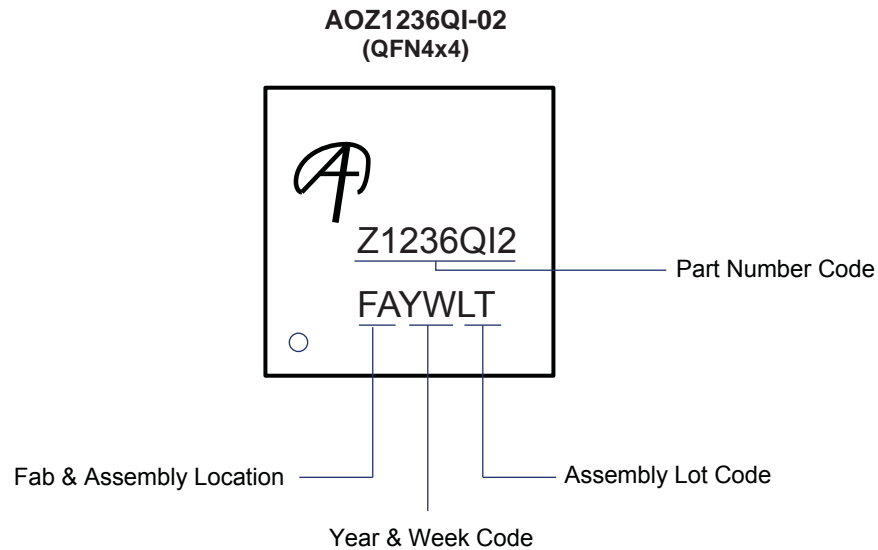 AOZ1236QI-02
(QFN4x4)
Z1236QI2
Part Number Code
FAYWLT
Fab & Assembly Location
Assembly Lot Code
Year & Week Code